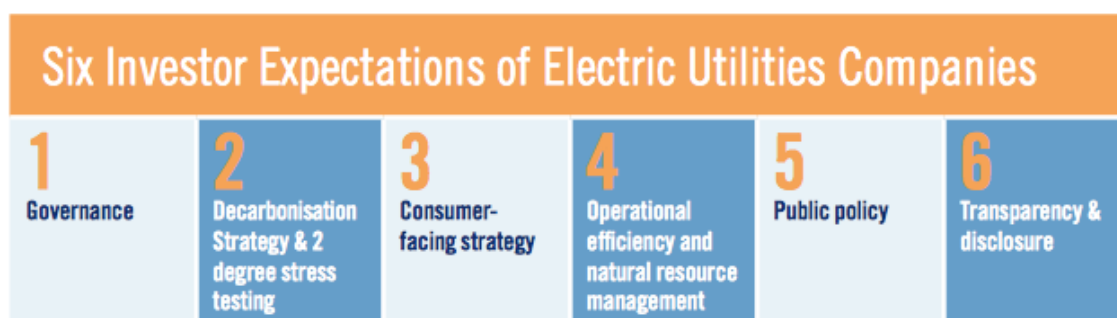 Six Investor Expectations of Electric Utilities Companies
1
Governance
2
Decarbonisation
Strategy & 2
degree stress
testing
3
Consumer-
facing strategy
4
Operational
efficiency and
natural resource
management
5
Public policy
6
Transparency &
disclosure